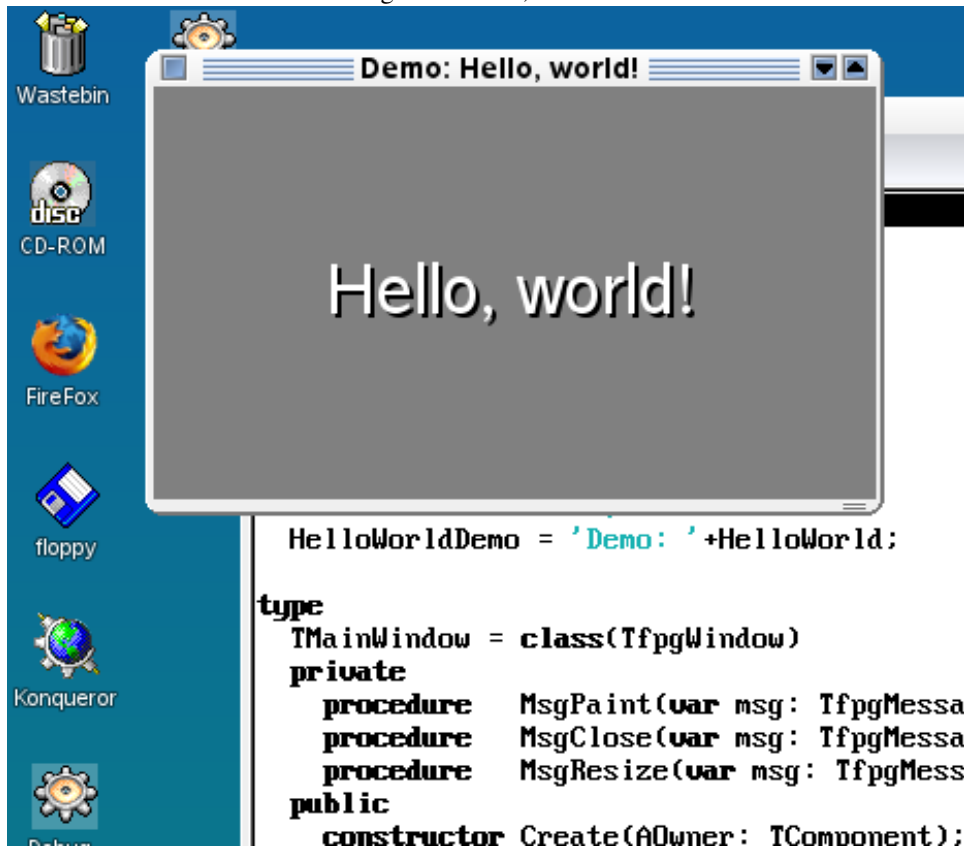 Wastebin
Demo: Hello, world!
disc
CD-ROM
Hello, world!
FireFox
floppy
Konqueror
HelloWorldDemo = 'Demo: '+HelloWorld;
type
TMainWindow = class(TfpgWindow)
private
procedure MsgPaint(var msg: TfpgMessa
procedure MsgClose(var msg: TfpgMessa
procedure MsgResize(var msg: TfpgMess
public
constructor Create(AOwner: TComponent);